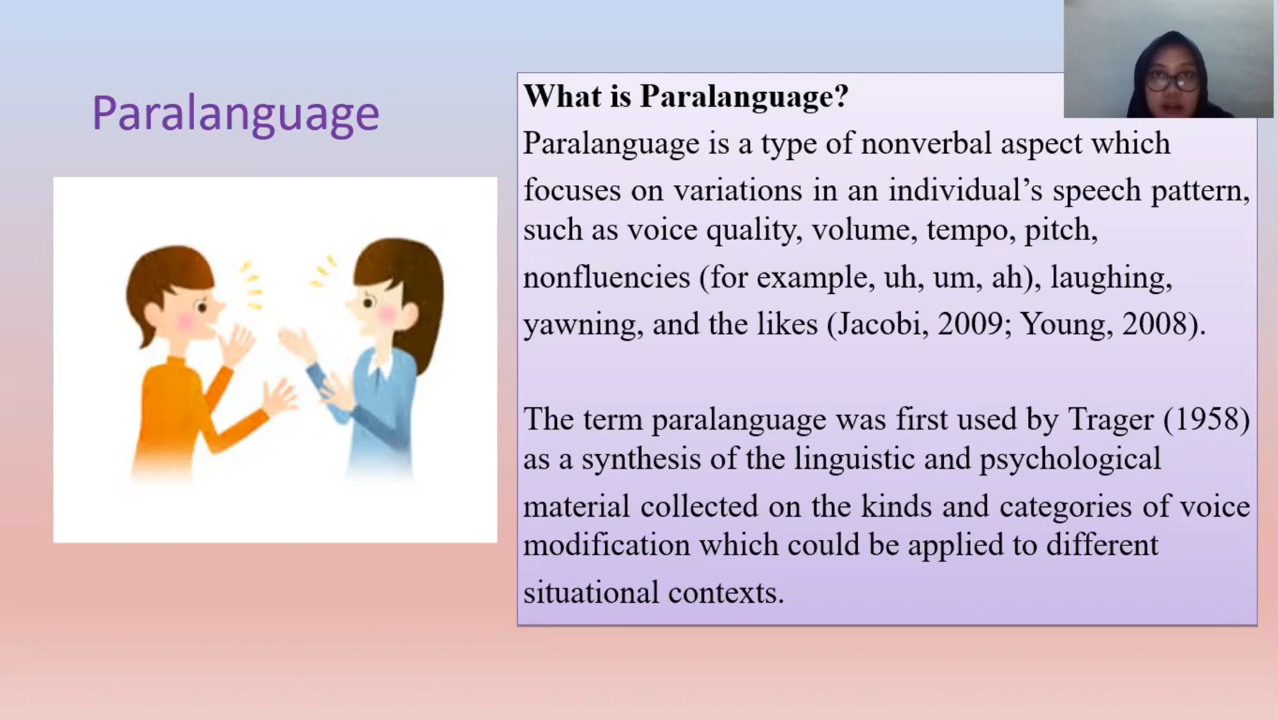 Paralanguage
What is Paralanguage?
Paralanguage is a type of nonverbal aspect which
focuses on variations in an individual’s speech pattern,
such as voice quality, volume, tempo, pitch,
nonfluencies (for example, uh, um, ah), laughing,
yawning, and the likes (Jacobi, 2009; Young, 2008).
The term paralanguage was first used by Trager (1958)
as a synthesis of the linguistic and psychological
material collected on the kinds and categories of voice
modification which could be applied to different
situational contexts.